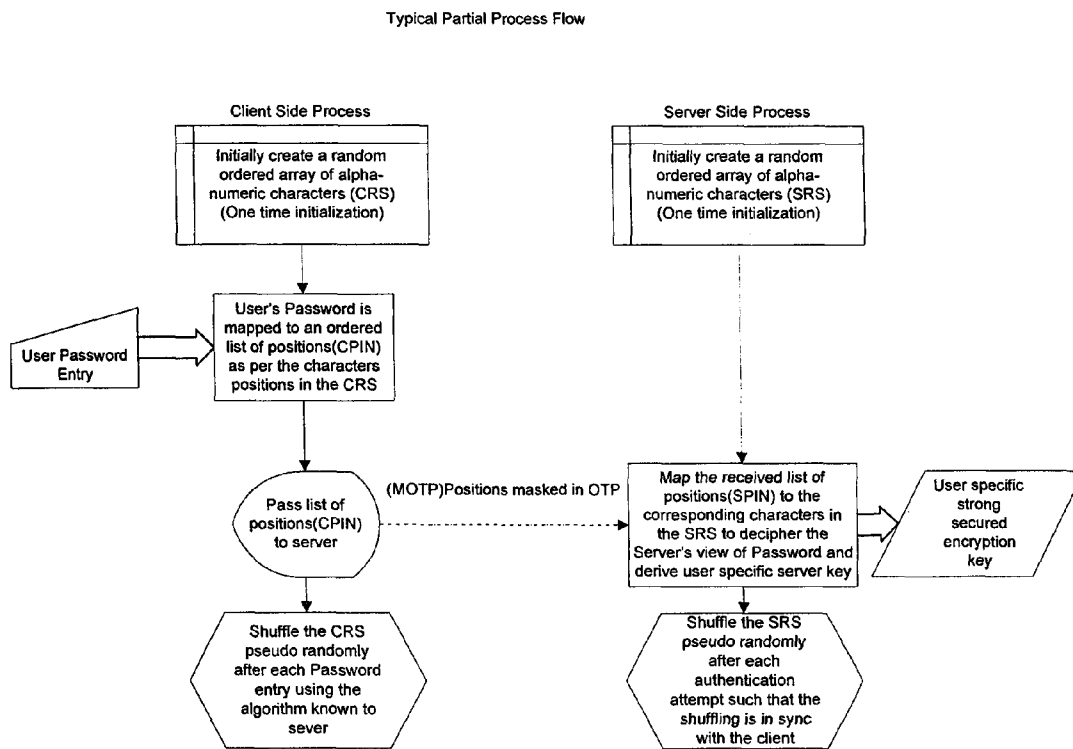 Typical Partial Process Flow
Client Side Process
Initially create a random
ordered array of alpha-
numeric characters (CRS)
(One time initialization)
Server Side Process
Initially create a random
ordered array of alpha-
numeric characters (SRS)
(One time initialization)
User Password
Entry
User's Password is
mapped to an ordered
list of positions(CPIN)
as per the characters
positions in the CRS
Pass list of
positions(CPIN)
to server
(MOTP)Positions masked in OTP
Map the received list of
positions(SPIN) to the
corresponding characters in
the SRS to decipher the
Server's view of Password and
derive user specific server key
User specific
strong
secured
encryption
key
Shuffle the CRS
pseudo randomly
after each Password
entry using the
algorithm known to
sever
Shuffle the SRS
pseudo randomly
after each
authentication
attempt such that the
shuffling is in sync
with the client